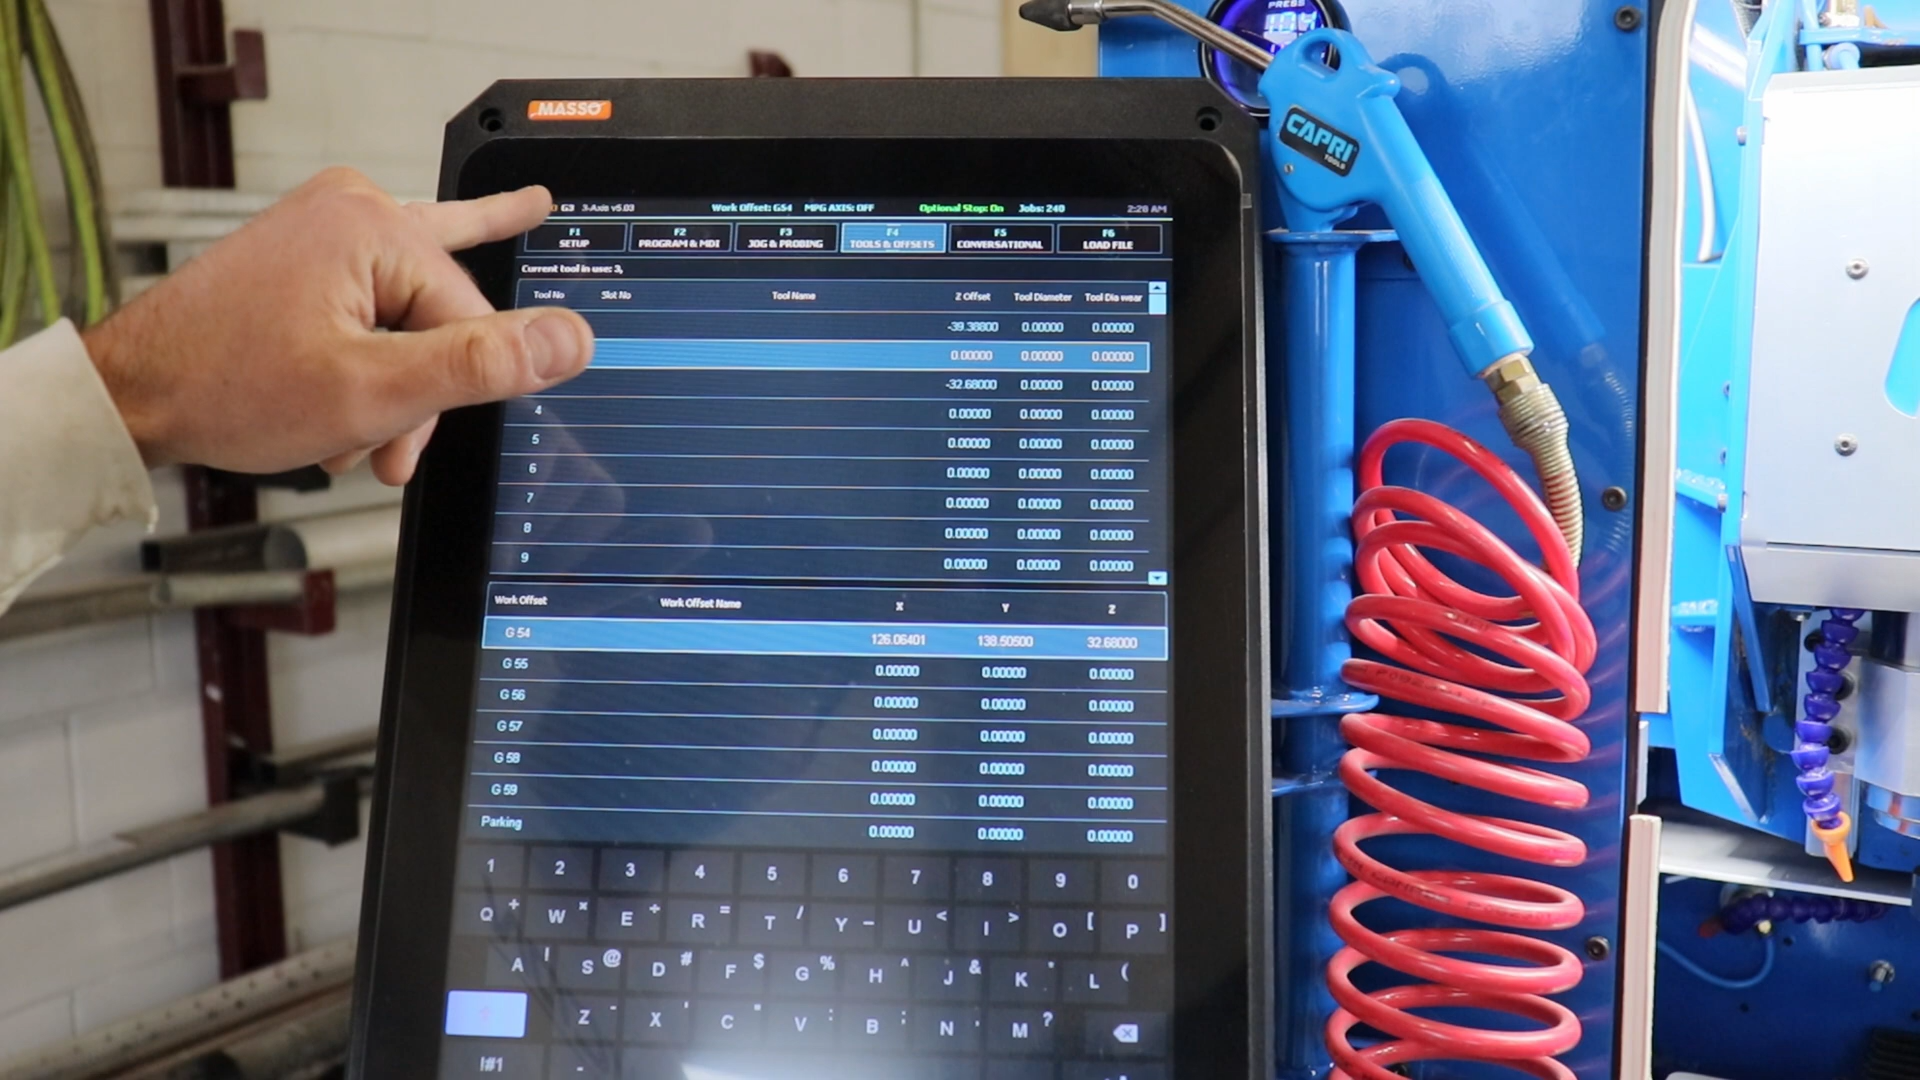 PRESS
MASSO
CAPRI
TOOLS
G3 3-Axis v5.03 Work Offset: G54 MPG AXIS: OFF Optional Stop: On Jobs: 240 2:28 AM
F1 F2 F3 F4 F5 F6
SETUP PROGRAM & MDI JOG & PROBING TOOLS & OFFSETS CONVERSATIONAL LOAD FILE
Current tool in use: 3,
Tool No Slot No Tool Name Z Offset Tool Diameter Tool Dia wear
-39.38800 0.00000 0.00000
0.00000 0.00000 0.00000
-32.68000 0.00000 0.00000
4 0.00000 0.00000 0.00000
5 0.00000 0.00000 0.00000
6 0.00000 0.00000 0.00000
7 0.00000 0.00000 0.00000
8 0.00000 0.00000 0.00000
9 0.00000 0.00000 0.00000
Work Offset Work Offset Name X Y Z
G 54 126.06401 138.50500 32.68000
G 55 0.00000 0.00000 0.00000
G 56 0.00000 0.00000 0.00000
G 57 0.00000 0.00000 0.00000
G 58 0.00000 0.00000 0.00000
G 59 0.00000 0.00000 0.00000
Parking 0.00000 0.00000 0.00000
1 2 3 4 5 6 7 8 9 0
Q + W × E ÷ R = T / Y - U < I > O [ P ]
A ! S @ D # F $ G % H ^ J & K * L (
Z - X ' C " V : B ; N , M ?
!#1